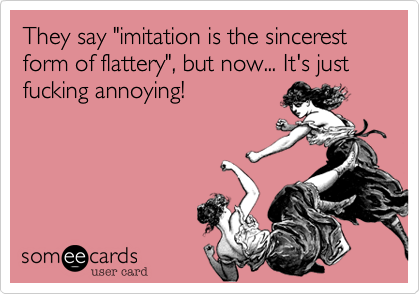 They say "imitation is the sincerest
form of flattery", but now... It's just
fucking annoying!
someecards
user card